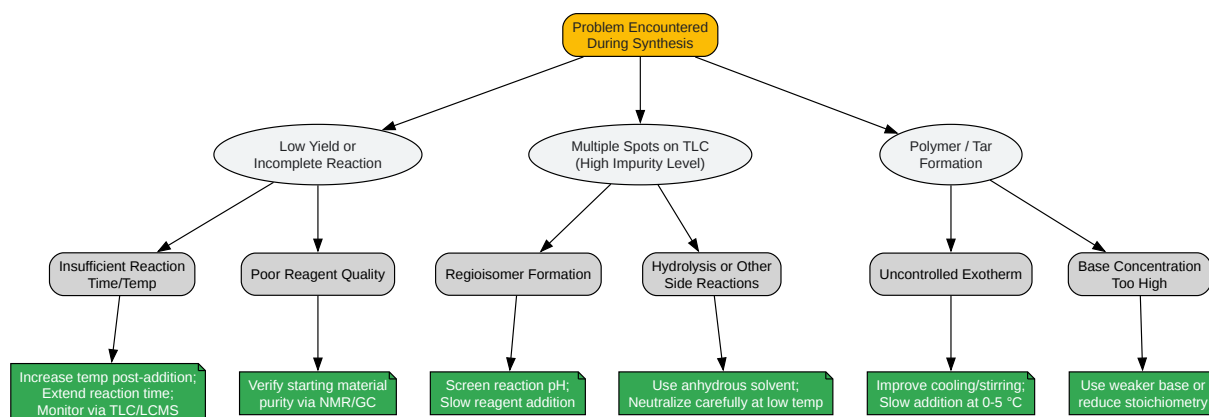 Problem Encountered
During Synthesis
Low Yield or
Incomplete Reaction
Multiple Spots on TLC
(High Impurity Level)
Polymer / Tar
Formation
Insufficient Reaction
Time/Temp
Poor Reagent Quality
Regioisomer Formation
Hydrolysis or Other
Side Reactions
Uncontrolled Exotherm
Base Concentration
Too High
Increase temp post-addition;
Extend reaction time;
Monitor via TLC/LCMS
Verify starting material
purity via NMR/GC
Screen reaction pH;
Slow reagent addition
Use anhydrous solvent;
Neutralize carefully at low temp
Improve cooling/stirring;
Slow addition at 0-5 °C
Use weaker base or
reduce stoichiometry